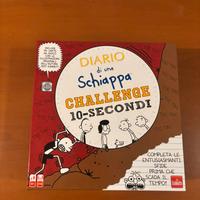 DIARIO
di una
Schiappa
CHALLENGE
10-SECONDI
COMPLETA LE
ENTUSIASMANTI
SFIDE
PRIMA CHE
SCADA IL
TEMPO!